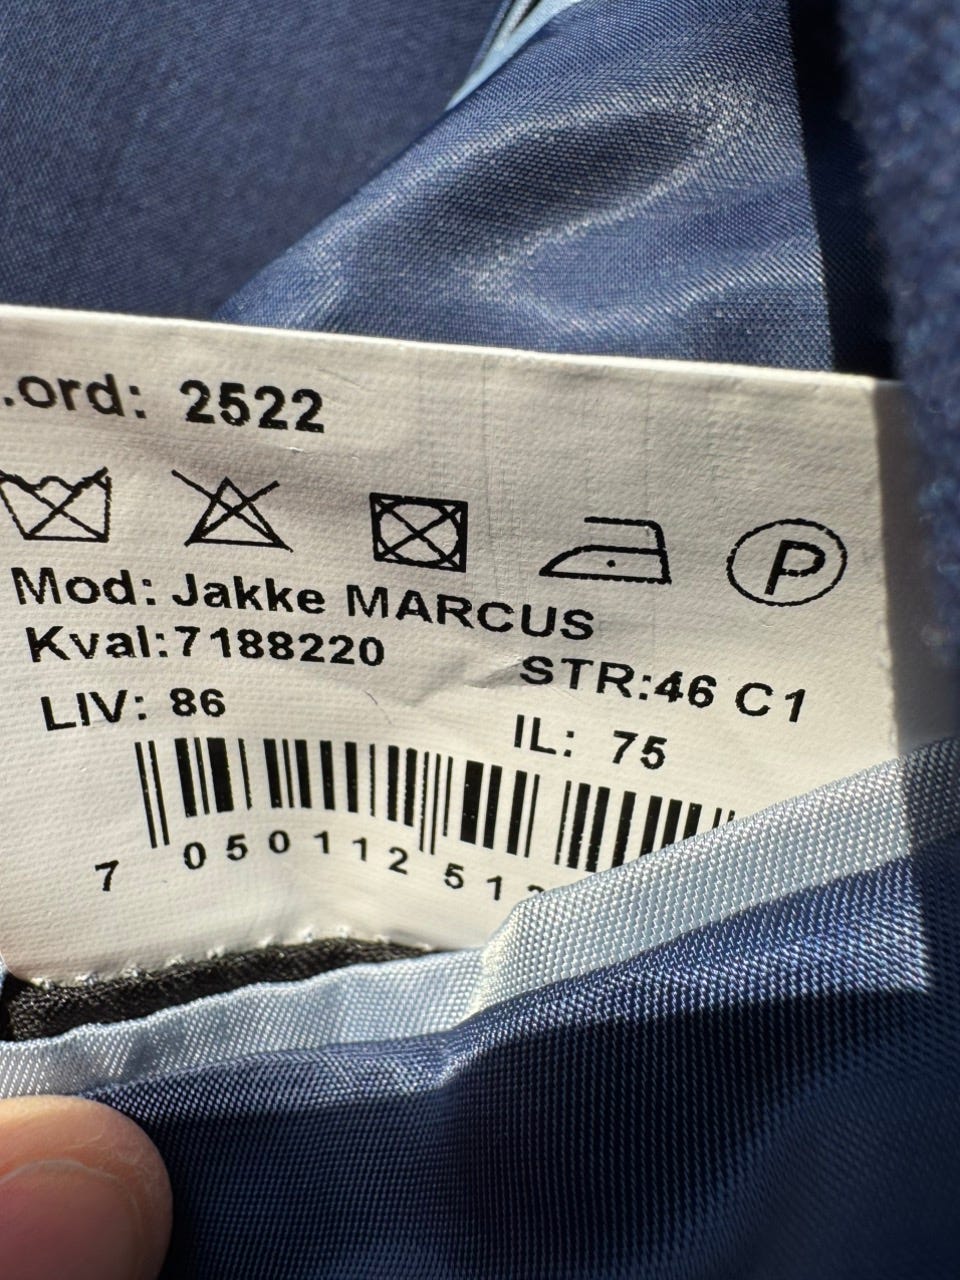 .ord: 2522
P
Mod: Jakke MARCUS
Kval:7188220
STR:46 C1
LIV: 86
IL: 75
7 050112 51